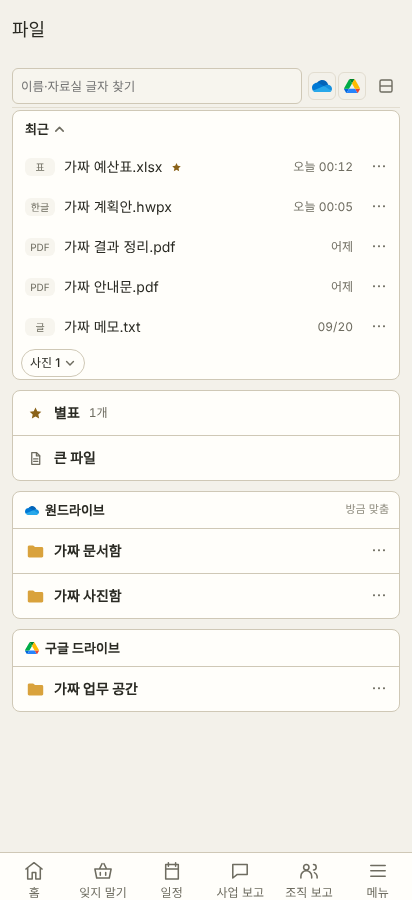 파일
이름·자료실 글자 찾기
최근
표 가짜 예산표.xlsx 오늘 00:12
한글 가짜 계획안.hwpx 오늘 00:05
PDF 가짜 결과 정리.pdf 어제
PDF 가짜 안내문.pdf 어제
글 가짜 메모.txt 09/20
사진 1
별표 1개
큰 파일
원드라이브 방금 맞춤
가짜 문서함
가짜 사진함
구글 드라이브
가짜 업무 공간
홈 잊지 말기 일정 사업 보고 조직 보고 메뉴